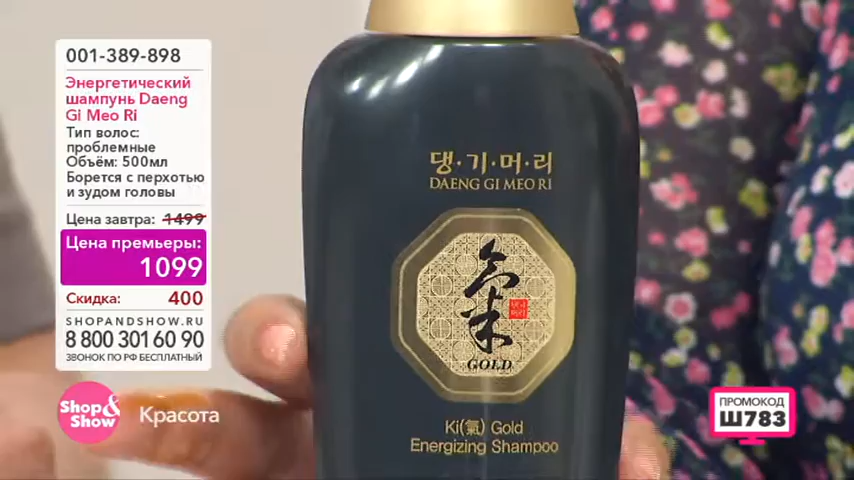 001-389-898
Энергетический
шампунь Daeng
Gi Meo Ri
Тип волос:
проблемные
Объём: 500мл
Борется с перхотью
и зудом головы
Цена завтра: 1499
Цена премьеры:
1099
Скидка: 400
SHOPANDSHOW.RU
8 800 301 60 90
ЗВОНОК ПО РФ БЕСПЛАТНЫЙ
Shop&
Show
Красота
댕·기·머·리
DAENG GI MEO RI
氣
GOLD
Ki(氣) Gold
Energizing Shampoo
ПРОМОКОД
Ш783